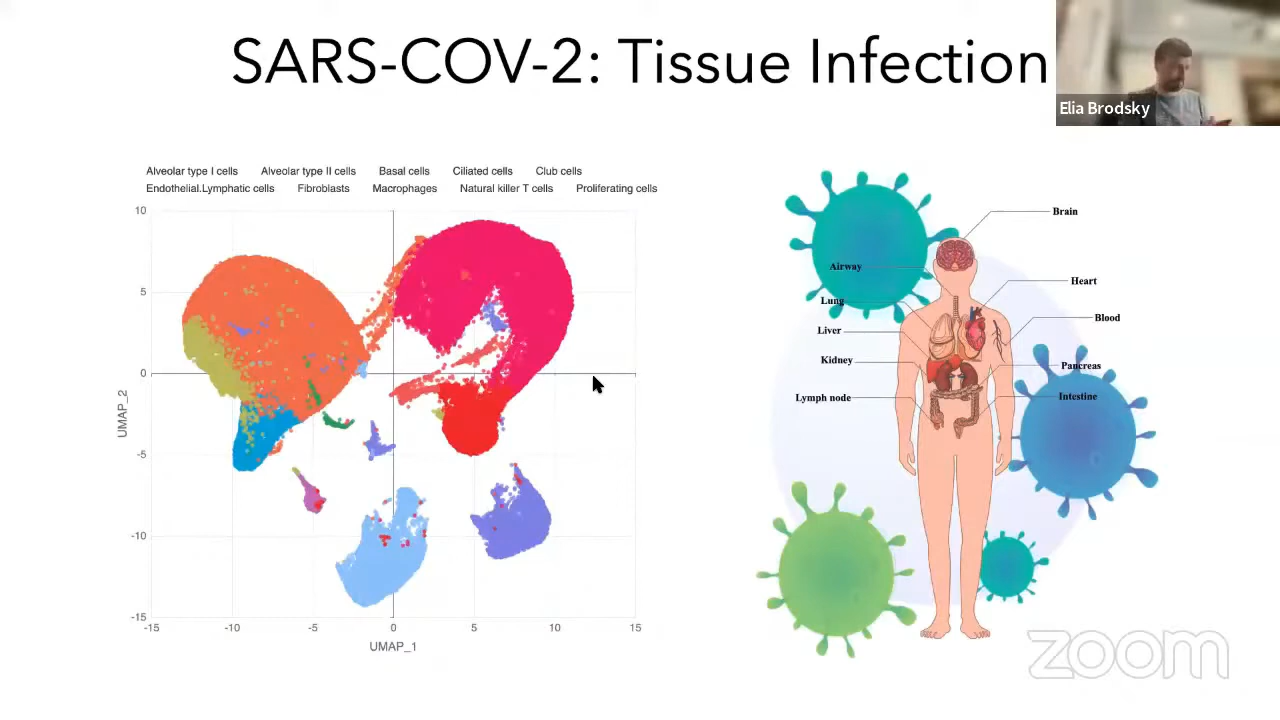 SARS-COV-2: Tissue Infection
Elia Brodsky
Alveolar type I cells Alveolar type II cells Basal cells Ciliated cells Club cells
Endothelial.Lymphatic cells Fibroblasts Macrophages Natural killer T cells Proliferating cells
10
5
0
-5
-10
-15
UMAP_2
-15 -10 -5 0 5 10 15
UMAP_1
Brain
Airway
Heart
Lung
Blood
Liver
Kidney
Pancreas
Lymph node
Intestine
zoom